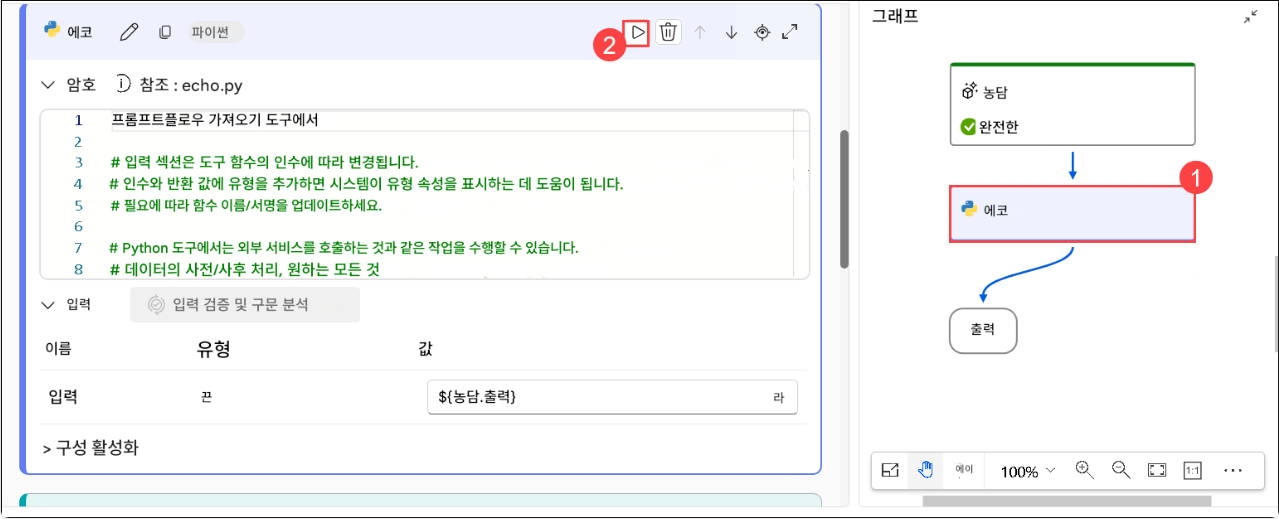 에코
파이썬
2
암호
참조 : echo.py
1 프롬프트플로우 가져오기 도구에서
2
3 # 입력 섹션은 도구 함수의 인수에 따라 변경됩니다.
4 # 인수와 반환 값에 유형을 추가하면 시스템이 유형 속성을 표시하는 데 도움이 됩니다.
5 # 필요에 따라 함수 이름/서명을 업데이트하세요.
6
7 # Python 도구에서는 외부 서비스를 호출하는 것과 같은 작업을 수행할 수 있습니다.
8 # 데이터의 사전/사후 처리, 원하는 모든 것
입력
입력 검증 및 구문 분석
이름 유형 값
입력 끈 ${농담.출력} 라
> 구성 활성화
그래프
농담
완전한
1
에코
출력
에이 100% 1:1 ...